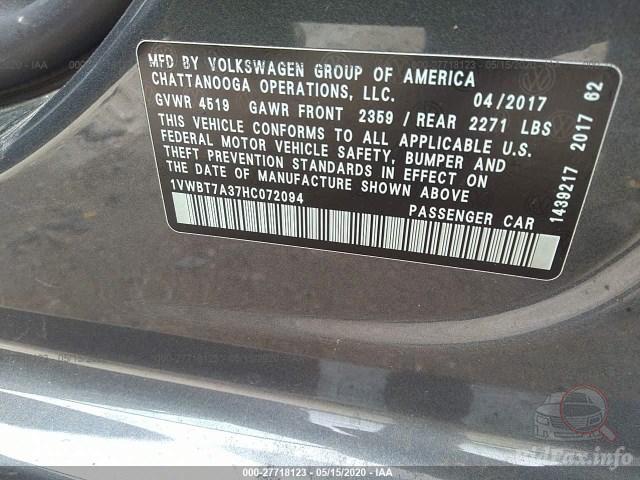 MFD BY VOLKSWAGEN GROUP OF AMERICA
CHATTANOOGA OPERATIONS, LLC. 04/2017
GVWR 4619 GAWR FRONT 2359 / REAR 2271 LBS
THIS VEHICLE CONFORMS TO ALL APPLICABLE U.S.
FEDERAL MOTOR VEHICLE SAFETY, BUMPER AND
THEFT PREVENTION STANDARDS IN EFFECT ON
THE DATE OF MANUFACTURE SHOWN ABOVE
1VWBT7A37HC072094
PASSENGER CAR
1439217 2017 62
BidFax.info
000-27718123 - 05/15/2020 - IAA